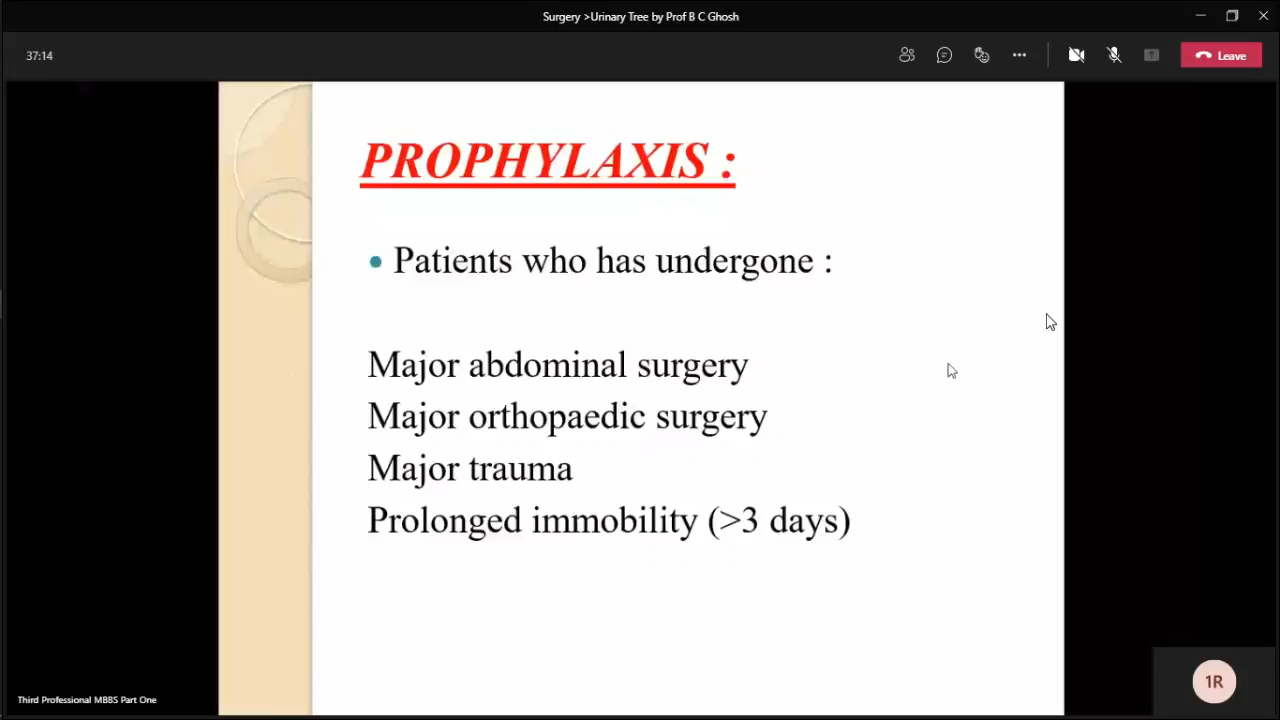 Surgery >Urinary Tree by Prof B C Ghosh
37:14
Leave
PROPHYLAXIS :
Patients who has undergone :
Major abdominal surgery
Major orthopaedic surgery
Major trauma
Prolonged immobility (>3 days)
Third Professional MBBS Part One
1R